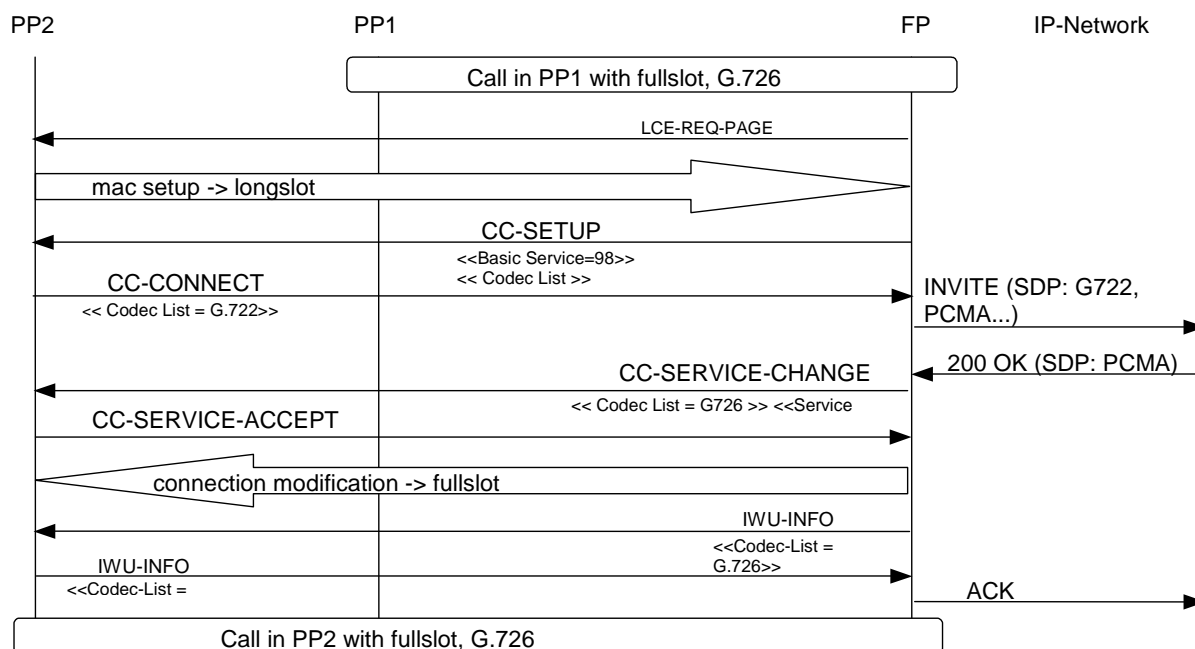 PP2 PP1 FP IP-Network
Call in PP1 with fullslot, G.726
LCE-REQ-PAGE
mac setup -> longslot
CC-SETUP
<<Basic Service=98>>
<< Codec List >>
CC-CONNECT
<< Codec List = G.722>>
INVITE (SDP: G722,
PCMA...)
200 OK (SDP: PCMA)
CC-SERVICE-CHANGE
<< Codec List = G726 >> <<Service
CC-SERVICE-ACCEPT
connection modification -> fullslot
IWU-INFO
<<Codec-List =
G.726>>
IWU-INFO
<<Codec-List =
ACK
Call in PP2 with fullslot, G.726